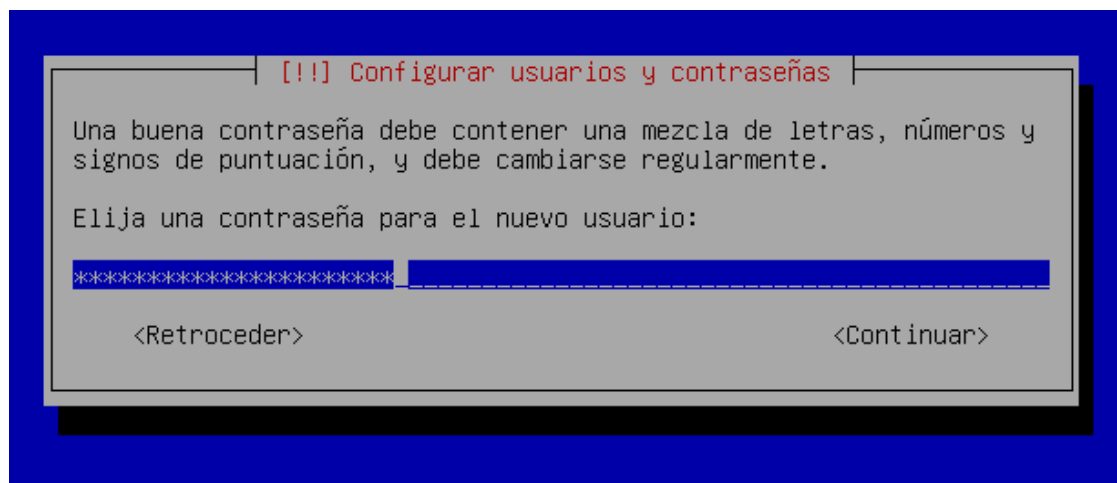 [!!] Configurar usuarios y contraseñas
Una buena contraseña debe contener una mezcla de letras, números y
signos de puntuación, y debe cambiarse regularmente.
Elija una contraseña para el nuevo usuario:
**********************
<Retroceder> <Continuar>